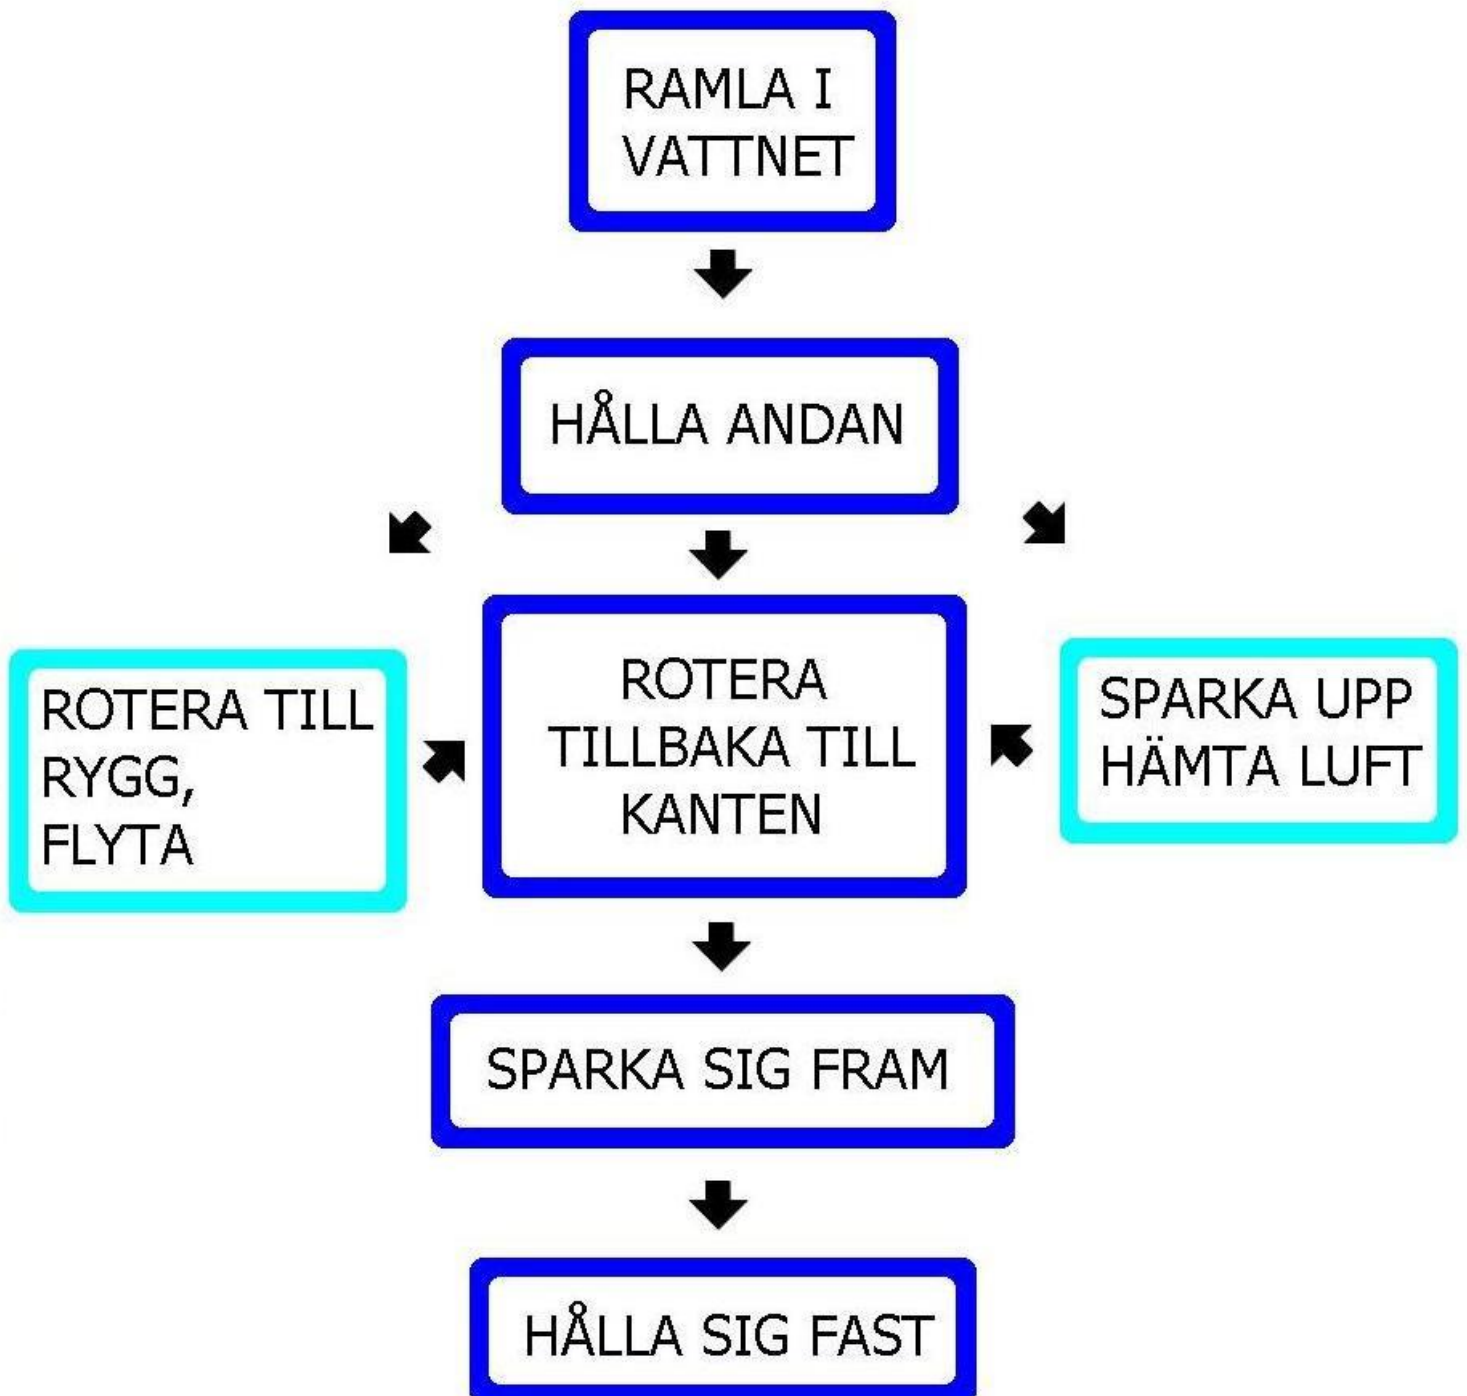 RAMLA I
VATTNET
HÅLLA ANDAN
ROTERA TILL
RYGG,
FLYTA
ROTERA
TILLBAKA TILL
KANTEN
SPARKA UPP
HÄMTA LUFT
SPARKA SIG FRAM
HÅLLA SIG FAST